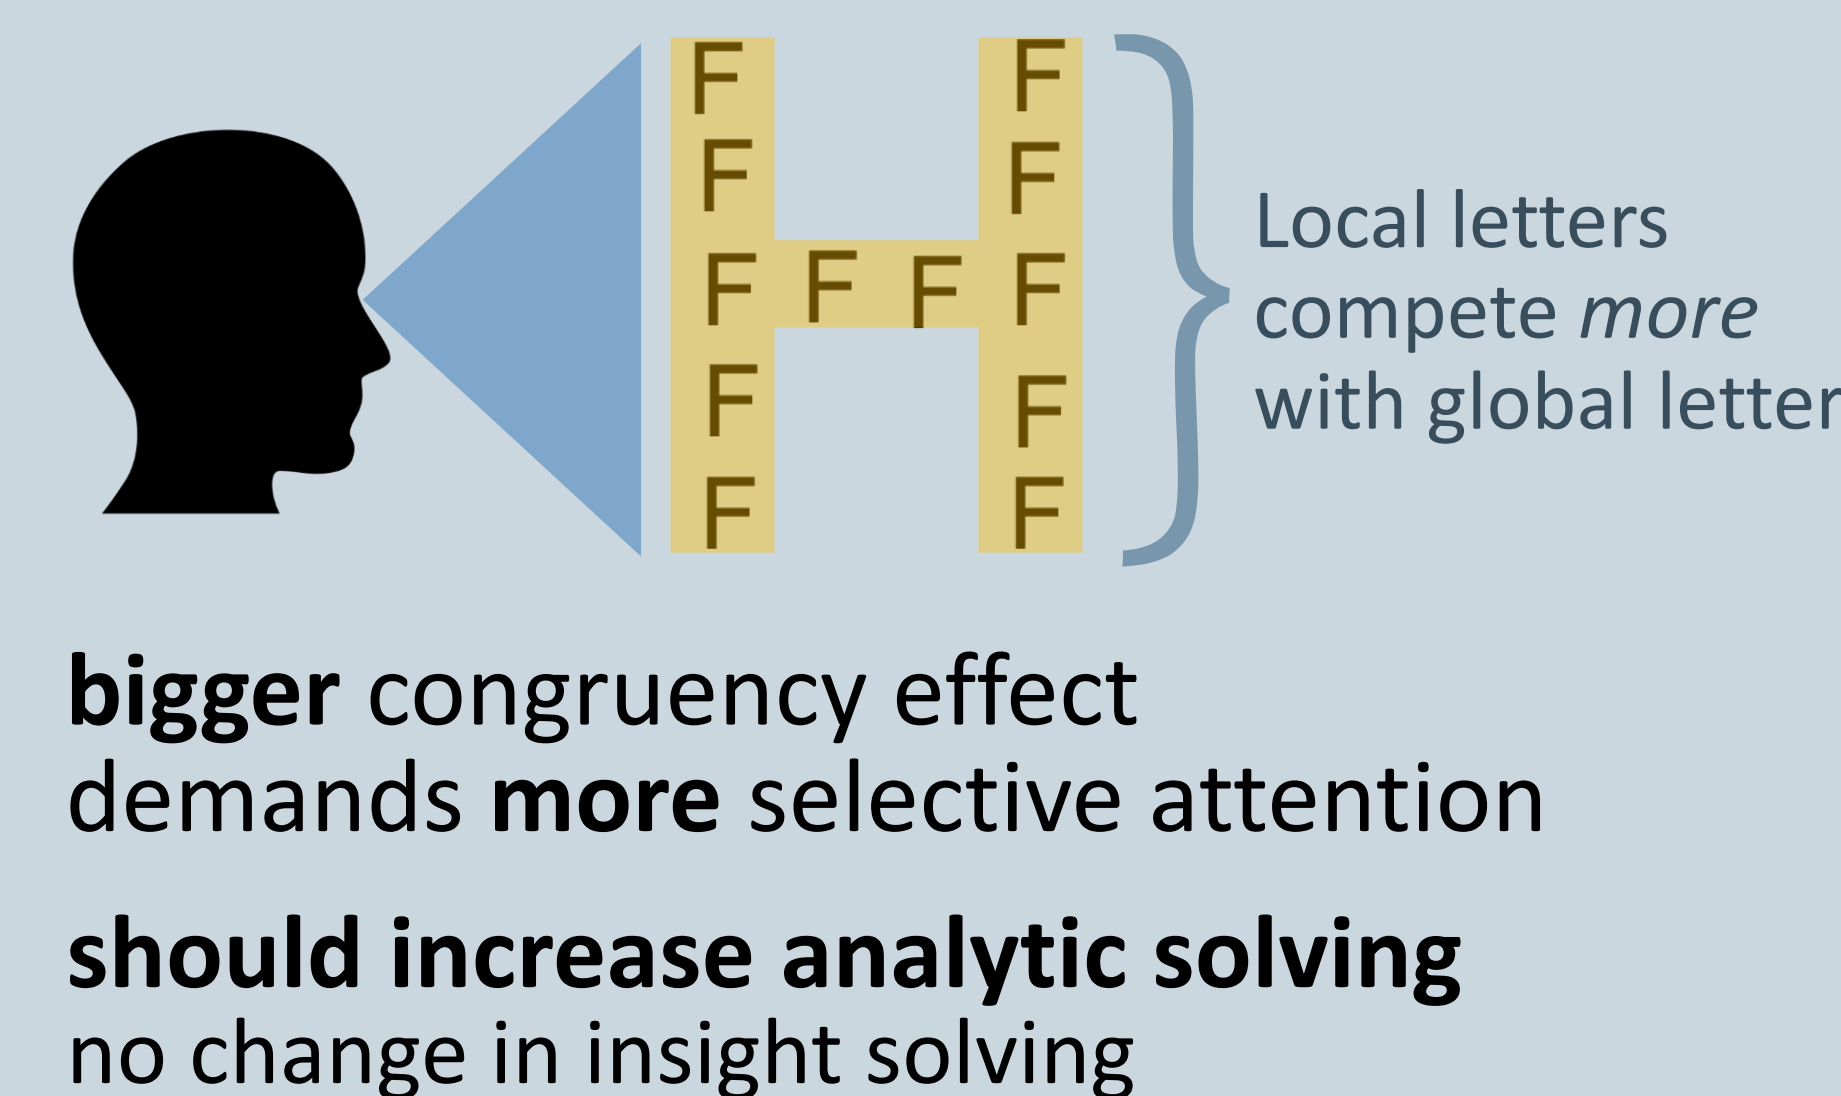 F F
F F
F F F F
F F
F F
Local letters
compete more
with global letter
bigger congruency effect
demands more selective attention
should increase analytic solving
no change in insight solving